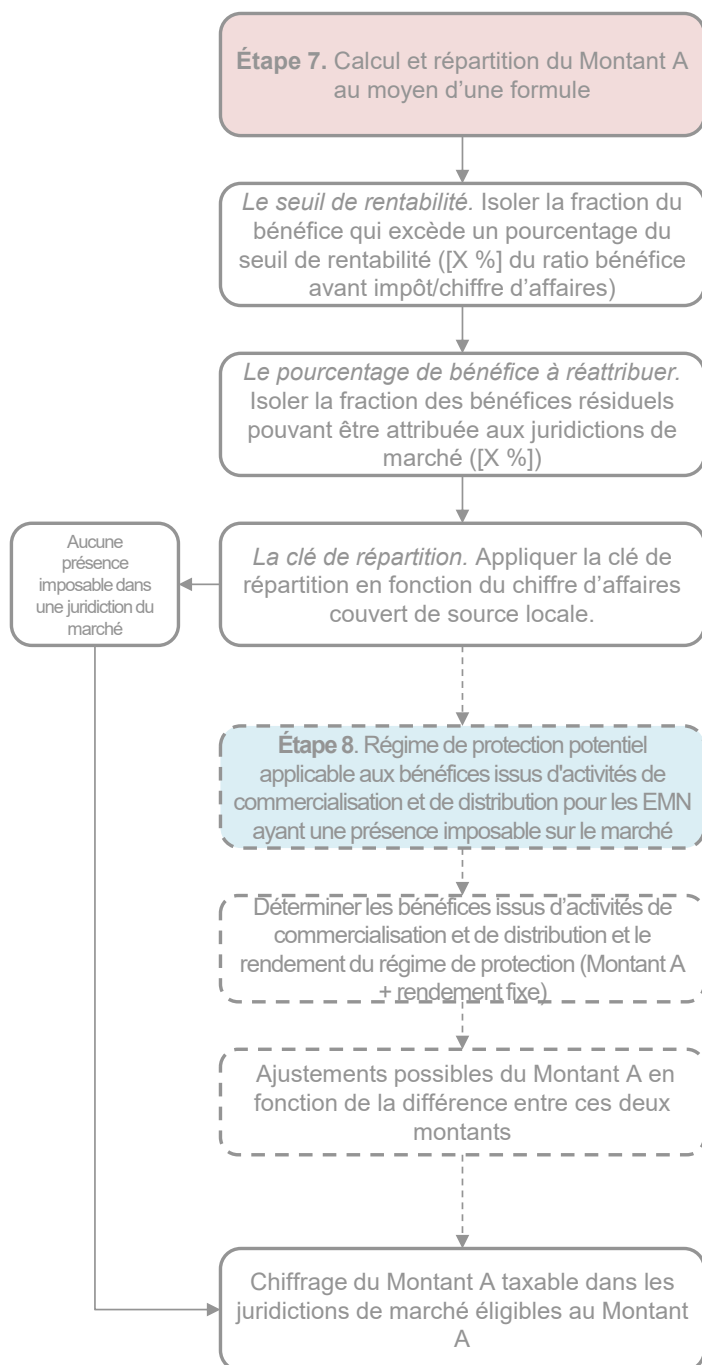 Étape 7. Calcul et répartition du Montant A
au moyen d’une formule
Le seuil de rentabilité. Isoler la fraction du
bénéfice qui excède un pourcentage du
seuil de rentabilité ([X %] du ratio bénéfice
avant impôt/chiffre d’affaires)
Le pourcentage de bénéfice à réattribuer.
Isoler la fraction des bénéfices résiduels
pouvant être attribuée aux juridictions de
marché ([X %])
Aucune
présence
imposable dans
une juridiction du
marché
La clé de répartition. Appliquer la clé de
répartition en fonction du chiffre d’affaires
couvert de source locale.
Étape 8. Régime de protection potentiel
applicable aux bénéfices issus d'activités de
commercialisation et de distribution pour les EMN
ayant une présence imposable sur le marché
Déterminer les bénéfices issus d’activités de
commercialisation et de distribution et le
rendement du régime de protection (Montant A
+ rendement fixe)
Ajustements possibles du Montant A en
fonction de la différence entre ces deux
montants
Chiffrage du Montant A taxable dans les
juridictions de marché éligibles au Montant
A